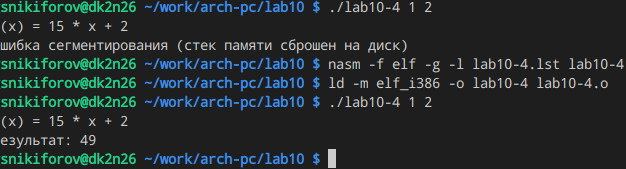 snikiforov@dk2n26 ~/work/arch-pc/lab10 $ ./lab10-4 1 2
(x) = 15 * x + 2
шибка сегментирования (стек памяти сброшен на диск)
snikiforov@dk2n26 ~/work/arch-pc/lab10 $ nasm -f elf -g -l lab10-4.lst lab10-4
snikiforov@dk2n26 ~/work/arch-pc/lab10 $ ld -m elf_i386 -o lab10-4 lab10-4.o
snikiforov@dk2n26 ~/work/arch-pc/lab10 $ ./lab10-4 1 2
(x) = 15 * x + 2
езультат: 49
snikiforov@dk2n26 ~/work/arch-pc/lab10 $